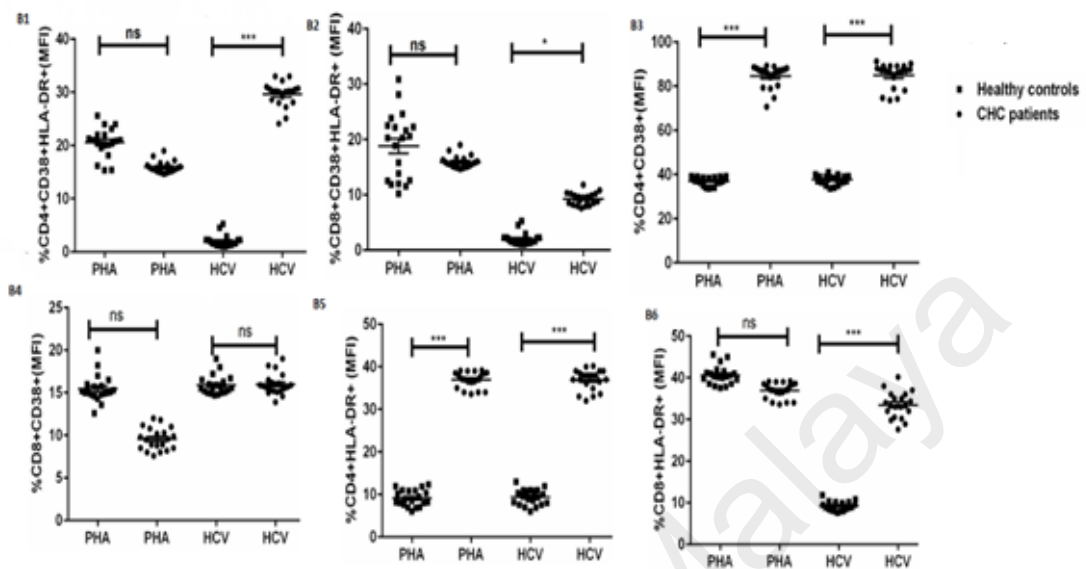 B1
ns
***
%CD4+CD38+HLA-DR+(MFI)
40
30
20
10
0
PHA PHA HCV HCV
B2
ns
*
%CD8+CD38+HLA-DR+(MFI)
40
30
20
10
0
PHA PHA HCV HCV
B3
***
***
%CD4+CD38+(MFI)
100
80
60
40
20
0
PHA PHA HCV HCV
Healthy controls
CHC patients
B4
ns
ns
%CD8+CD38+(MFI)
25
20
15
10
5
0
PHA PHA HCV HCV
B5
***
***
%CD4+HLA-DR+ (MFI)
50
40
30
20
10
0
PHA PHA HCV HCV
B6
ns
***
%CD8+HLA-DR+ (MFI)
50
40
30
20
10
0
PHA PHA HCV HCV
Malaya